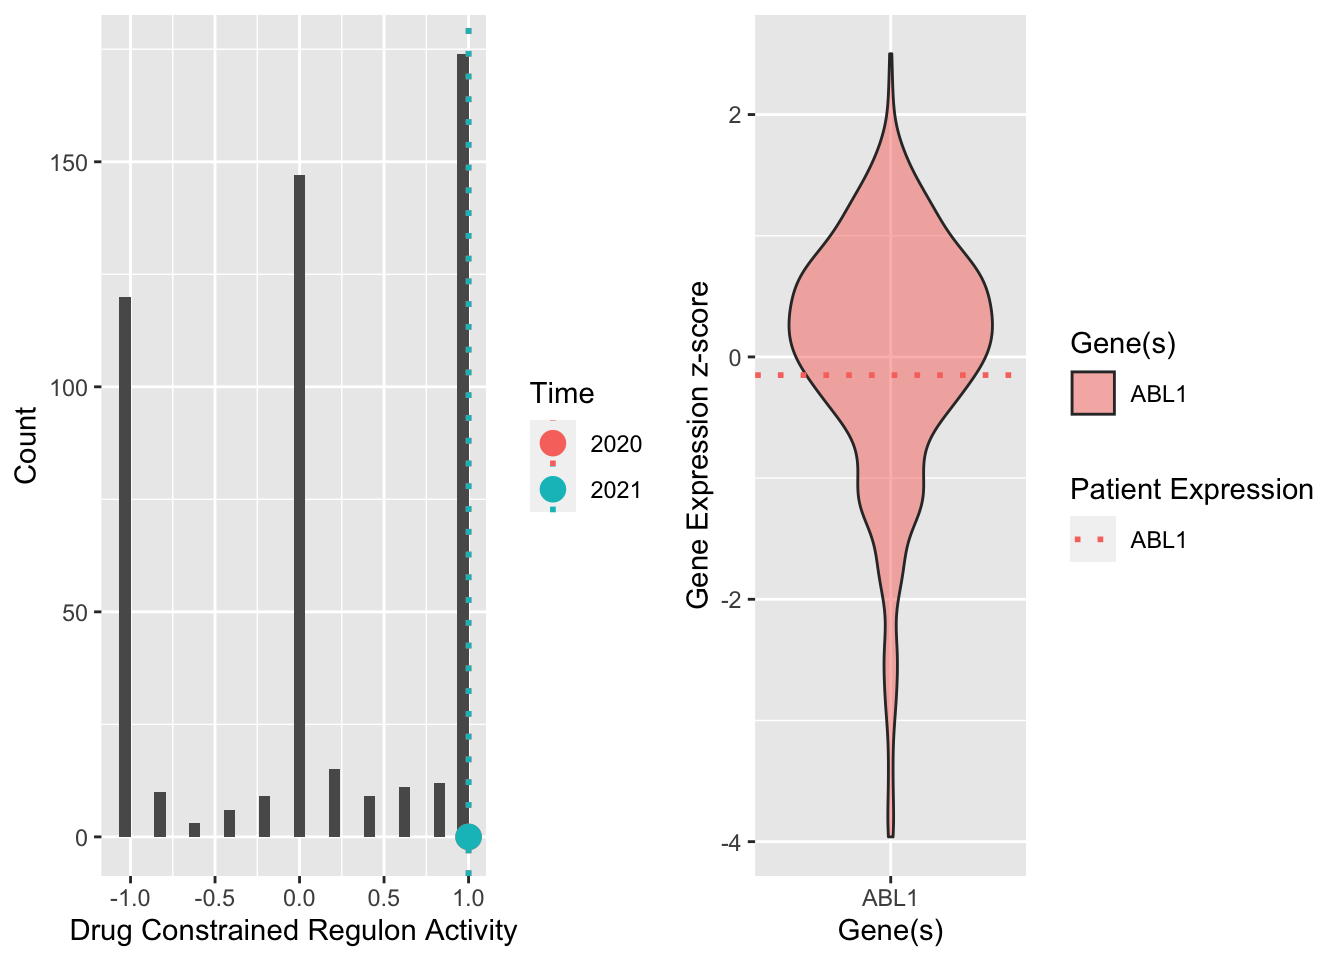 Count
150
100
50
0
-1.0
-0.5
0.0
0.5
1.0
Drug Constrained Regulon Activity
Time
2020
2021
Gene Expression z-score
2
0
-2
-4
ABL1
Gene(s)
Gene(s)
ABL1
Patient Expression
ABL1